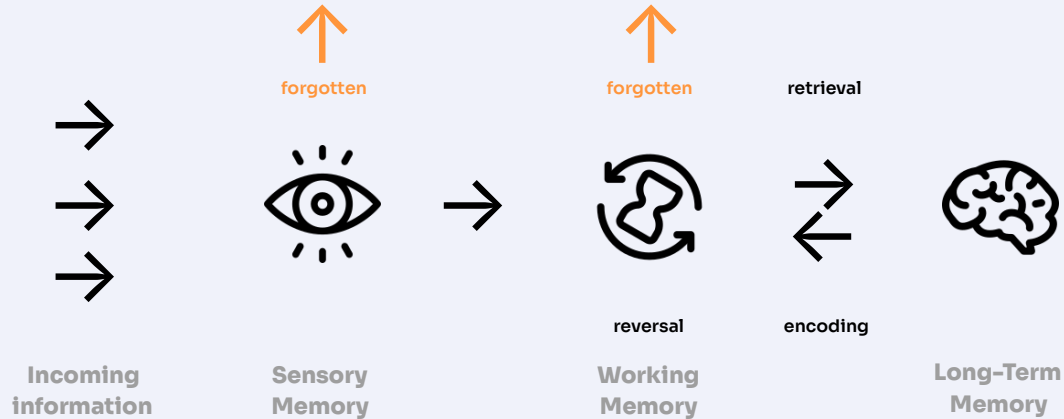 forgotten
forgotten
retrieval
reversal
encoding
Incoming
information
Sensory
Memory
Working
Memory
Long-Term
Memory